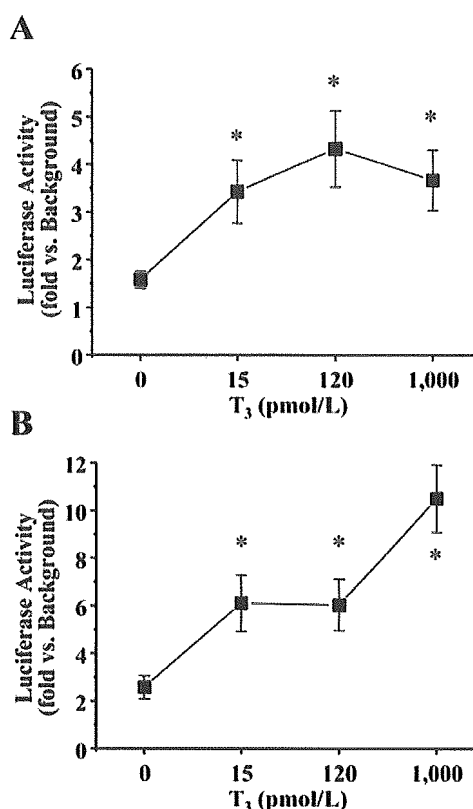 A
Luciferase Activity
(fold vs. Background)
6
5
4
3
2
1
0
*
*
*
0 15 120 1,000
T3 (pmol/L)
B
Luciferase Activity
(fold vs. Background)
12
10
8
6
4
2
0
*
*
*
0 15 120 1,000
T3 (pmol/L)